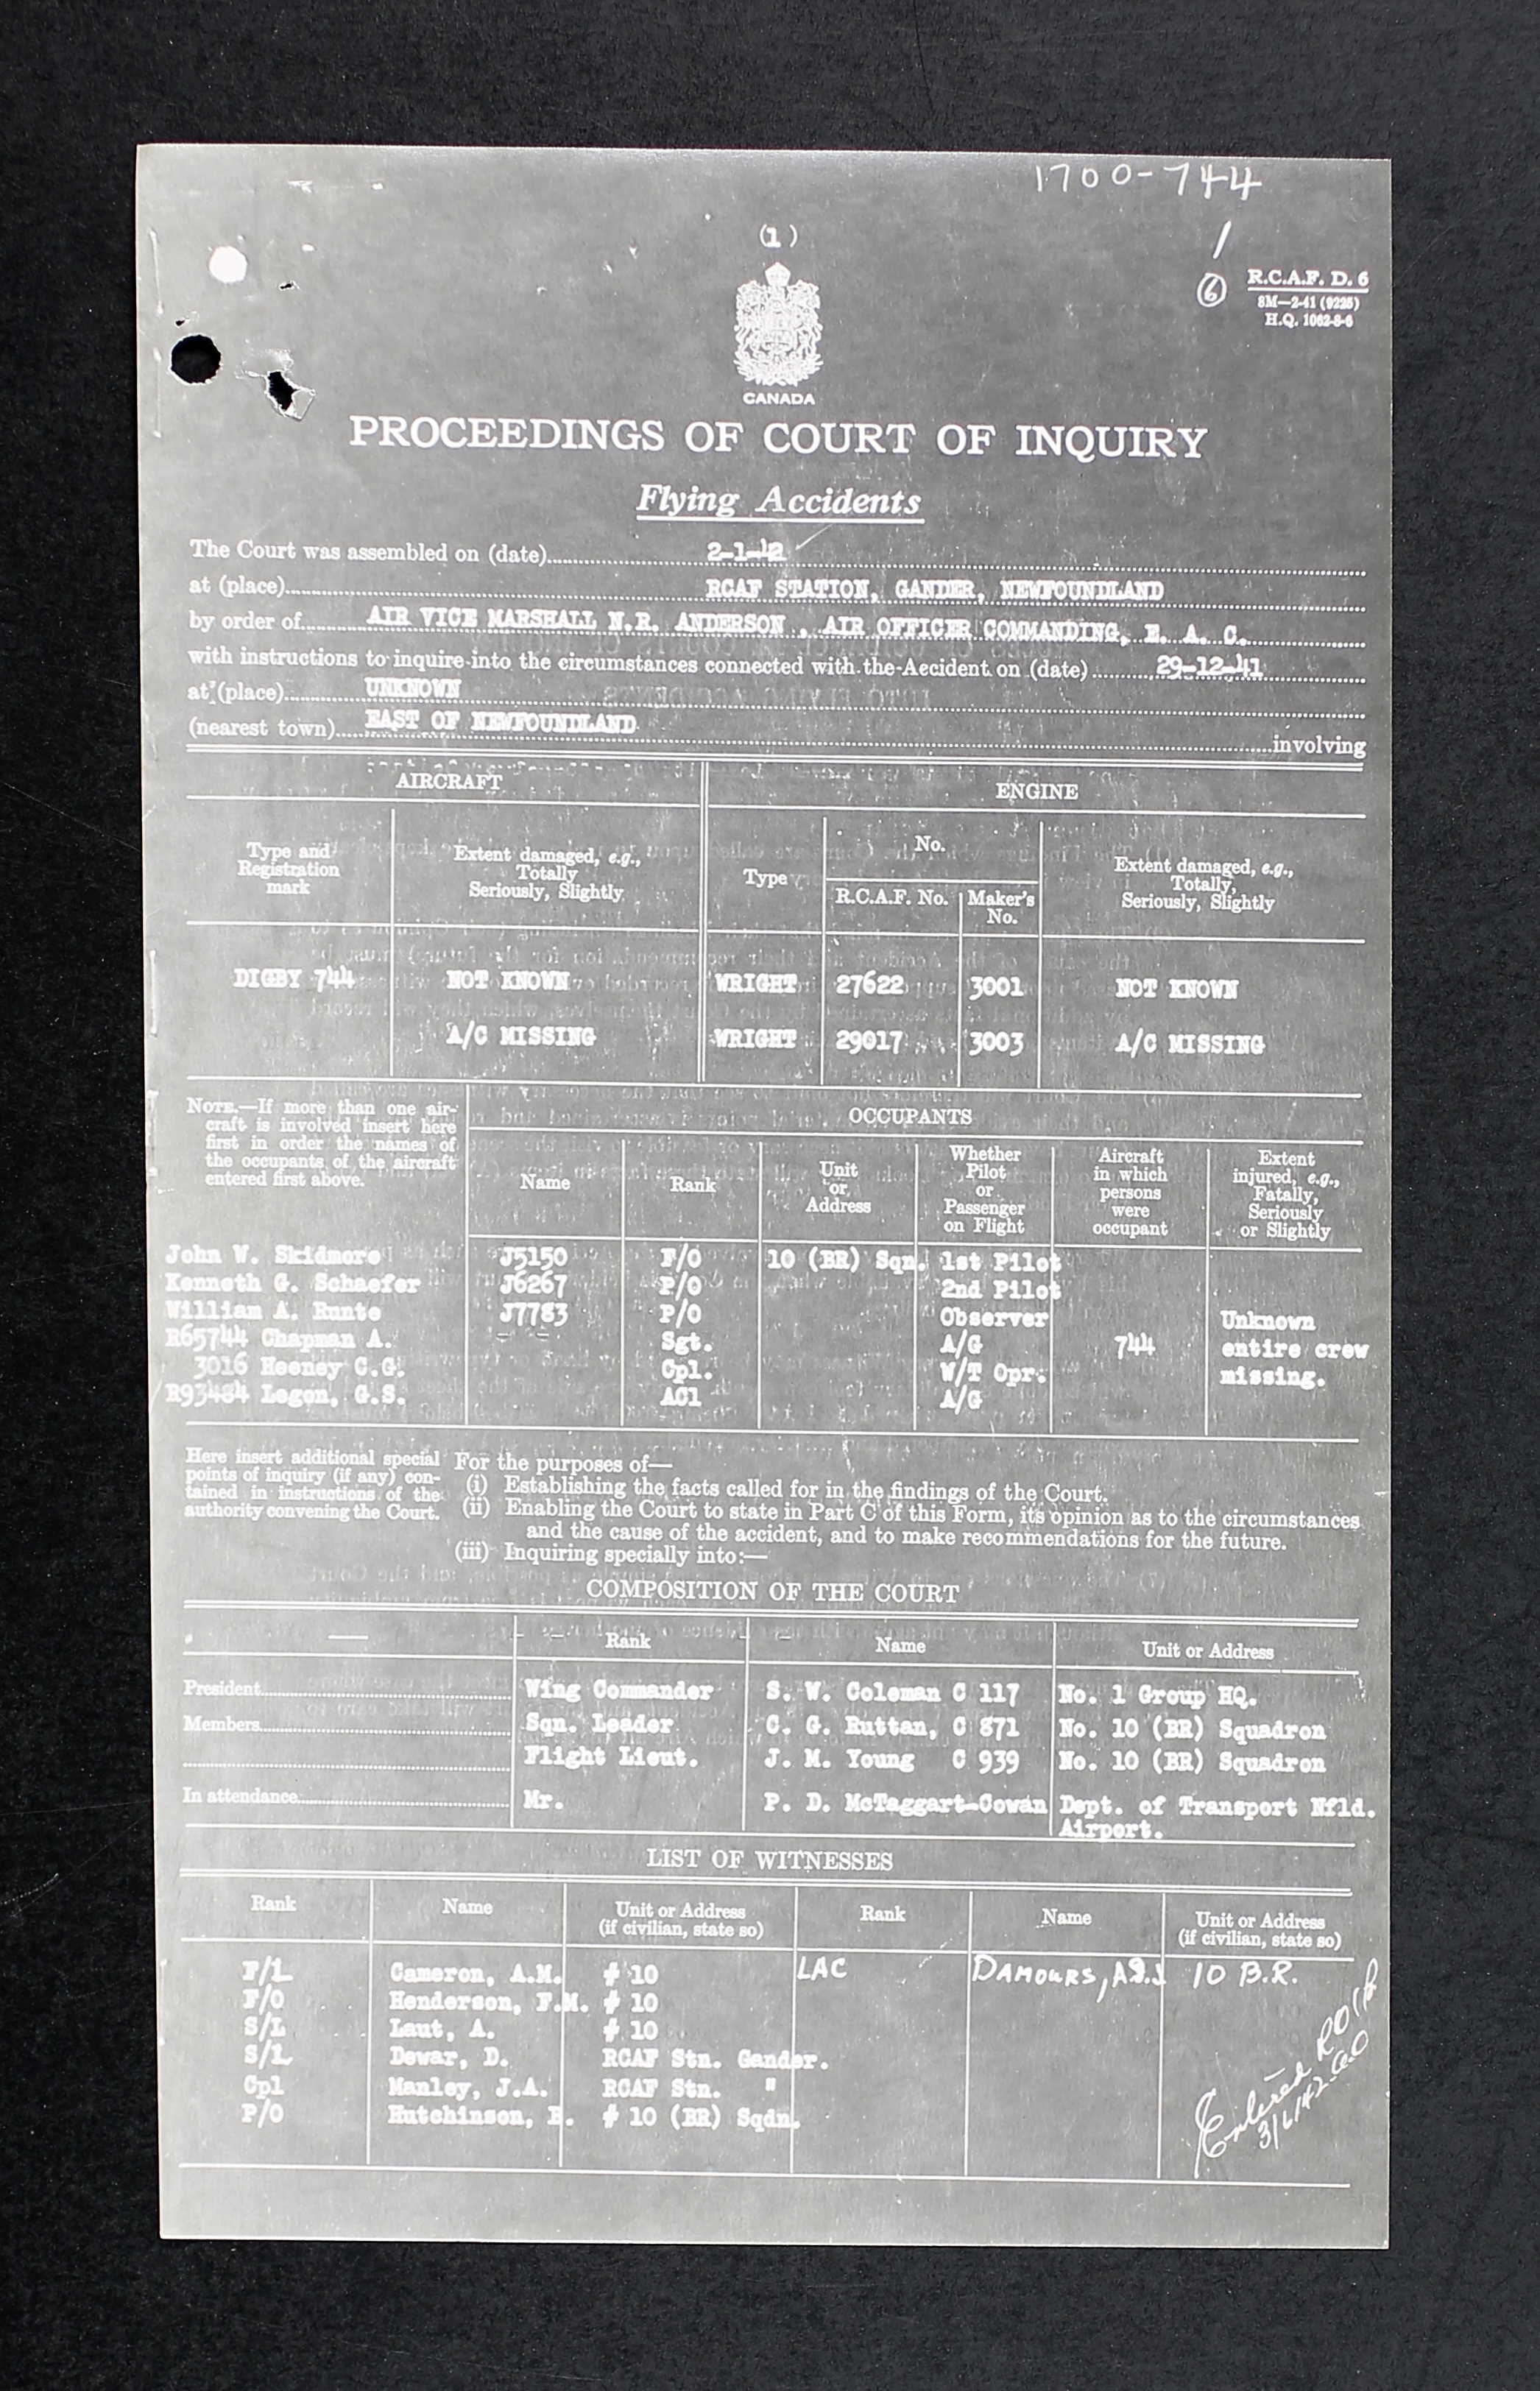 1700-744
(1)
/
6
R.C.A.F. D. 6
8M—2-41 (9225)
H.Q. 1062-8-6
CANADA
PROCEEDINGS OF COURT OF INQUIRY
Flying Accidents
The Court was assembled on (date) 2-1-42
at (place) RCAF STATION, GANDER, NEWFOUNDLAND
by order of AIR VICE MARSHALL N.R. ANDERSON , AIR OFFICER COMMANDING, E. A. C.
with instructions to inquire into the circumstances connected with the Accident on (date) 29-12-41
at (place) UNKNOWN
(nearest town) EAST OF NEWFOUNDLAND involving
AIRCRAFT ENGINE
Type and Registration mark Extent damaged, e.g., Totally Seriously, Slightly Type No. R.C.A.F. No. Maker's No. Extent damaged, e.g., Totally, Seriously, Slightly
DIGBY 744 NOT KNOWN WRIGHT 27622 3001 NOT KNOWN
A/C MISSING WRIGHT 29017 3003 A/C MISSING
NOTE.—If more than one air-
craft is involved insert here
first in order the names of
the occupants of the aircraft
entered first above.
OCCUPANTS
Name Rank Unit or Address Whether Pilot or Passenger on Flight Aircraft in which persons were occupant Extent injured, e.g., Fatally, Seriously or Slightly
John W. Skidmore J5150 F/O 10 (BR) Sqn. 1st Pilot
Kenneth G. Schaefer J6267 P/O 2nd Pilot
William A. Runte J7783 P/O Observer Unknown
R65744 Chapman A. - - - Sgt. A/G 744 entire crew
3016 Heeney C.G. Cpl. W/T Opr. missing.
R93484 Legon, G.S. AC1 A/G
Here insert additional special
points of inquiry (if any) con-
tained in instructions of the
authority convening the Court.
For the purposes of—
(i) Establishing the facts called for in the findings of the Court.
(ii) Enabling the Court to state in Part C of this Form, its opinion as to the circumstances
and the cause of the accident, and to make recommendations for the future.
(iii) Inquiring specially into:—
COMPOSITION OF THE COURT
— Rank Name Unit or Address
President Wing Commander S. W. Coleman C 117 No. 1 Group HQ.
Members Sqn. Leader C. G. Ruttan, C 871 No. 10 (BR) Squadron
Flight Lieut. J. M. Young C 939 No. 10 (BR) Squadron
In attendance Mr. P. D. McTaggart-Cowan Dept. of Transport Nfld.
Airport.
LIST OF WITNESSES
Rank Name Unit or Address (if civilian, state so) Rank Name Unit or Address (if civilian, state so)
F/L Cameron, A.M. # 10 LAC DAMOURS, A.J.J 10 B.R.
F/O Henderson, F.M. # 10
S/L Laut, A. # 10
S/L Dewar, D. RCAF Stn. Gander.
Cpl Manley, J.A. RCAF Stn. "
P/O Hutchinson, B. # 10 (BR) Sqdn.
Entered
3/6/42